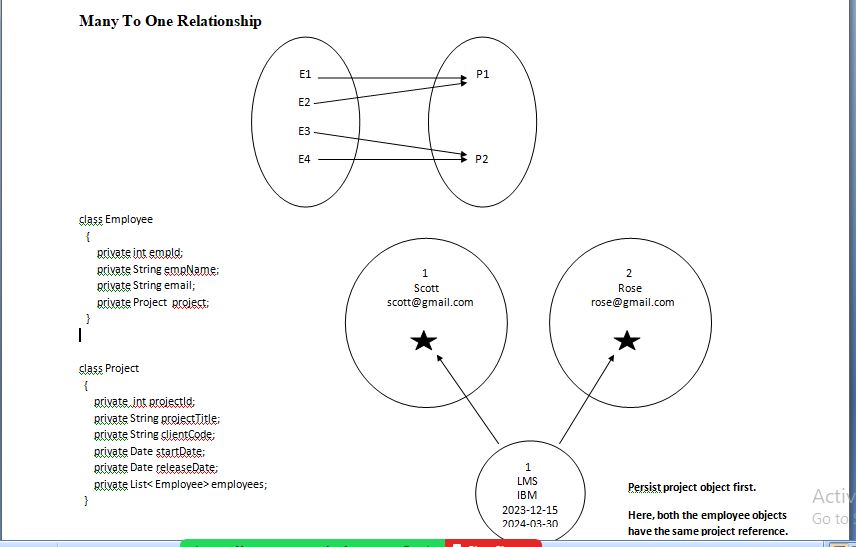 Many To One Relationship
E1
P1
E2
E3
E4
P2
class Employee
{
private int empId;
private String empName;
private String email;
private Project project;
}
1
Scott
scott@gmail.com
2
Rose
rose@gmail.com
class Project
{
private int projectId;
private String projectTitle;
private String clientCode;
private Date startDate;
private Date releaseDate;
private List< Employee> employees;
}
1
LMS
IBM
2023-12-15
2024-03-30
Persist project object first.
Here, both the employee objects
have the same project reference.
Go to